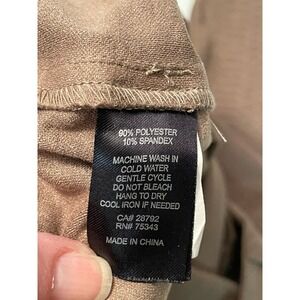 90% POLYESTER
10% SPANDEX
MACHINE WASH IN
COLD WATER
GENTLE CYCLE
DO NOT BLEACH
HANG TO DRY
COOL IRON IF NEEDED
CA# 28792
RN# 75343
MADE IN CHINA